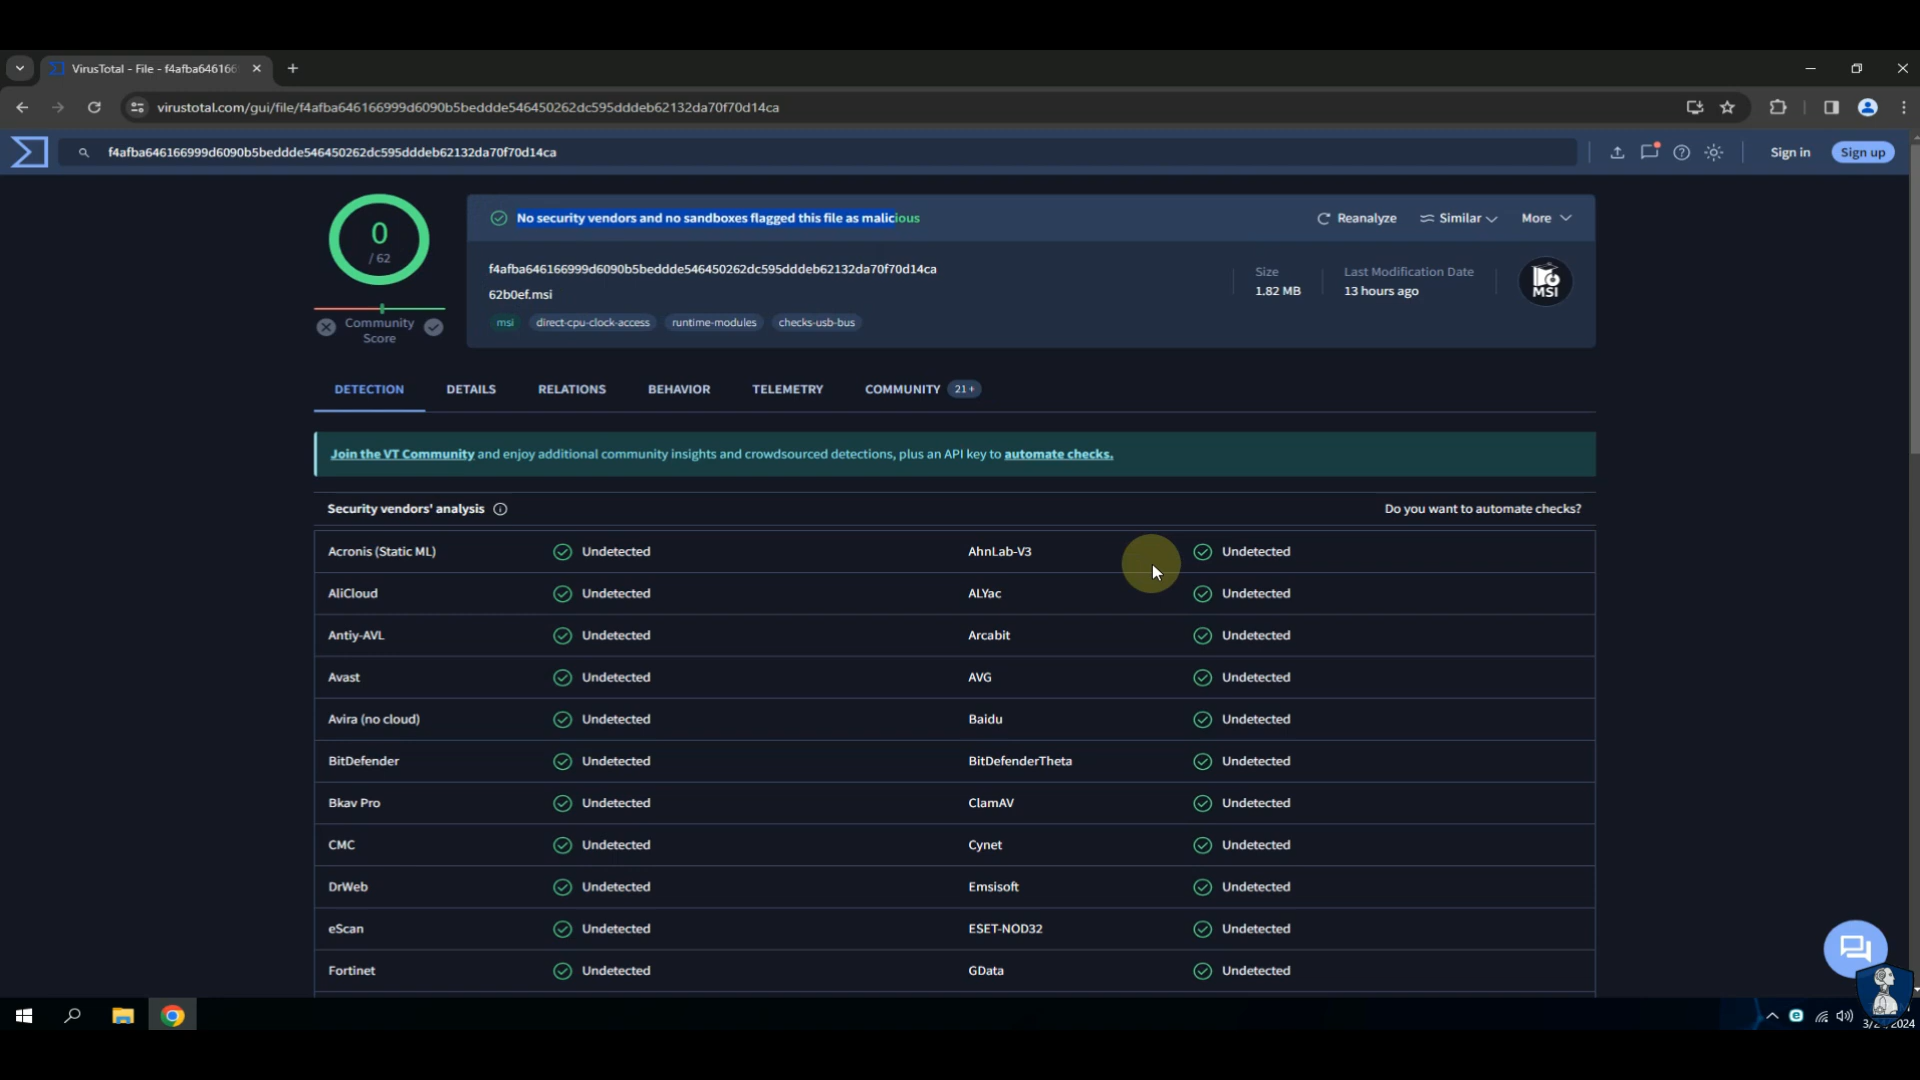 VirusTotal - File - f4afba646166
virustotal.com/gui/file/f4afba646166999d6090b5beddde546450262dc595dddeb62132da70f70d14ca
f4afba646166999d6090b5beddde546450262dc595dddeb62132da70f70d14ca
Sign in
Sign up
0
/ 62
Community
Score
No security vendors and no sandboxes flagged this file as malicious
Reanalyze
Similar
More
f4afba646166999d6090b5beddde546450262dc595dddeb62132da70f70d14ca
62b0ef.msi
Size
1.82 MB
Last Modification Date
13 hours ago
MSI
msi
direct-cpu-clock-access
runtime-modules
checks-usb-bus
DETECTION
DETAILS
RELATIONS
BEHAVIOR
TELEMETRY
COMMUNITY 21+
Join the VT Community and enjoy additional community insights and crowdsourced detections, plus an API key to automate checks.
Security vendors' analysis
Do you want to automate checks?
Acronis (Static ML) Undetected AhnLab-V3 Undetected
AliCloud Undetected ALYac Undetected
Antiy-AVL Undetected Arcabit Undetected
Avast Undetected AVG Undetected
Avira (no cloud) Undetected Baidu Undetected
BitDefender Undetected BitDefenderTheta Undetected
Bkav Pro Undetected ClamAV Undetected
CMC Undetected Cynet Undetected
DrWeb Undetected Emsisoft Undetected
eScan Undetected ESET-NOD32 Undetected
Fortinet Undetected GData Undetected